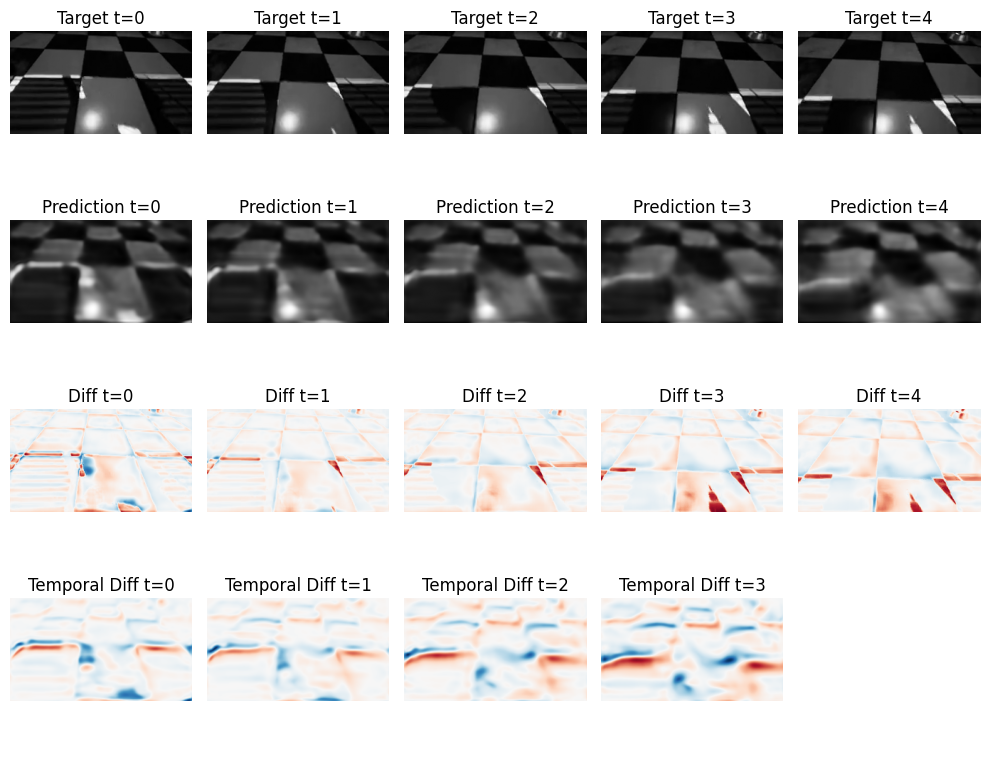 Target t=0 Target t=1 Target t=2 Target t=3 Target t=4
Prediction t=0 Prediction t=1 Prediction t=2 Prediction t=3 Prediction t=4
Diff t=0 Diff t=1 Diff t=2 Diff t=3 Diff t=4
Temporal Diff t=0 Temporal Diff t=1 Temporal Diff t=2 Temporal Diff t=3